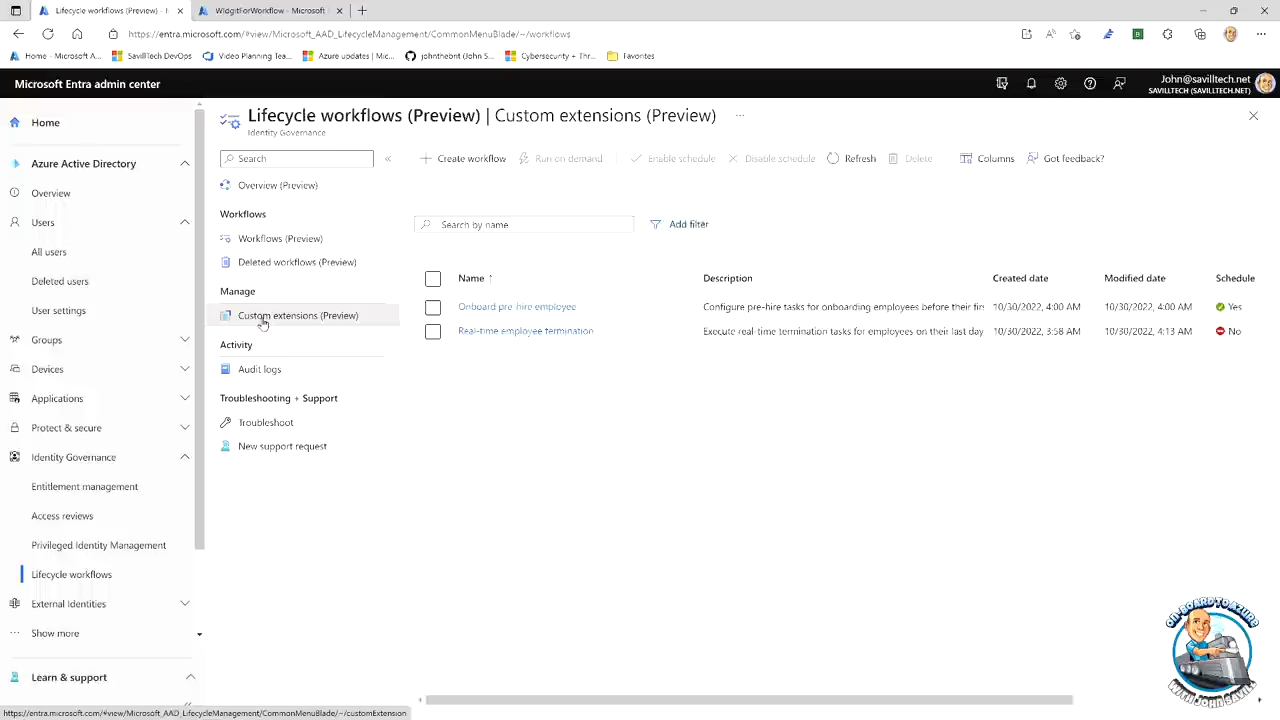 Lifecycle workflows (Preview) - I
WidgitForWorkflow - Microsoft
https://entra.microsoft.com/#view/Microsoft_AAD_LifecycleManagement/CommonMenuBlade/~/workflows
Home - Microsoft A...
SavillTech DevOps
Video Planning Tea...
Azure updates | Mic...
johnthebrit (John S...
Cybersecurity + Thr...
Favorites
Microsoft Entra admin center
John@savilltech.net
SAVILLTECH (SAVILLTECH.NET)
Home
Azure Active Directory
Overview
Users
All users
Deleted users
User settings
Groups
Devices
Applications
Protect & secure
Identity Governance
Entitlement management
Access reviews
Privileged Identity Management
Lifecycle workflows
External Identities
Show more
Learn & support
Lifecycle workflows (Preview) | Custom extensions (Preview) ...
Identity Governance
Search
Overview (Preview)
Workflows
Workflows (Preview)
Deleted workflows (Preview)
Manage
Custom extensions (Preview)
Activity
Audit logs
Troubleshooting + Support
Troubleshoot
New support request
Create workflow Run on demand Enable schedule Disable schedule Refresh Delete Columns Got feedback?
Search by name Add filter
Name ↑ Description Created date Modified date Schedule
Onboard pre-hire employee Configure pre-hire tasks for onboarding employees before their firs 10/30/2022, 4:00 AM 10/30/2022, 4:00 AM Yes
Real-time employee termination Execute real-time termination tasks for employees on their last day 10/30/2022, 3:58 AM 10/30/2022, 4:13 AM No
ON-BOARD TO AZURE
WITH JOHN SAVILL
https://entra.microsoft.com/#view/Microsoft_AAD_LifecycleManagement/CommonMenuBlade/~/customExtension